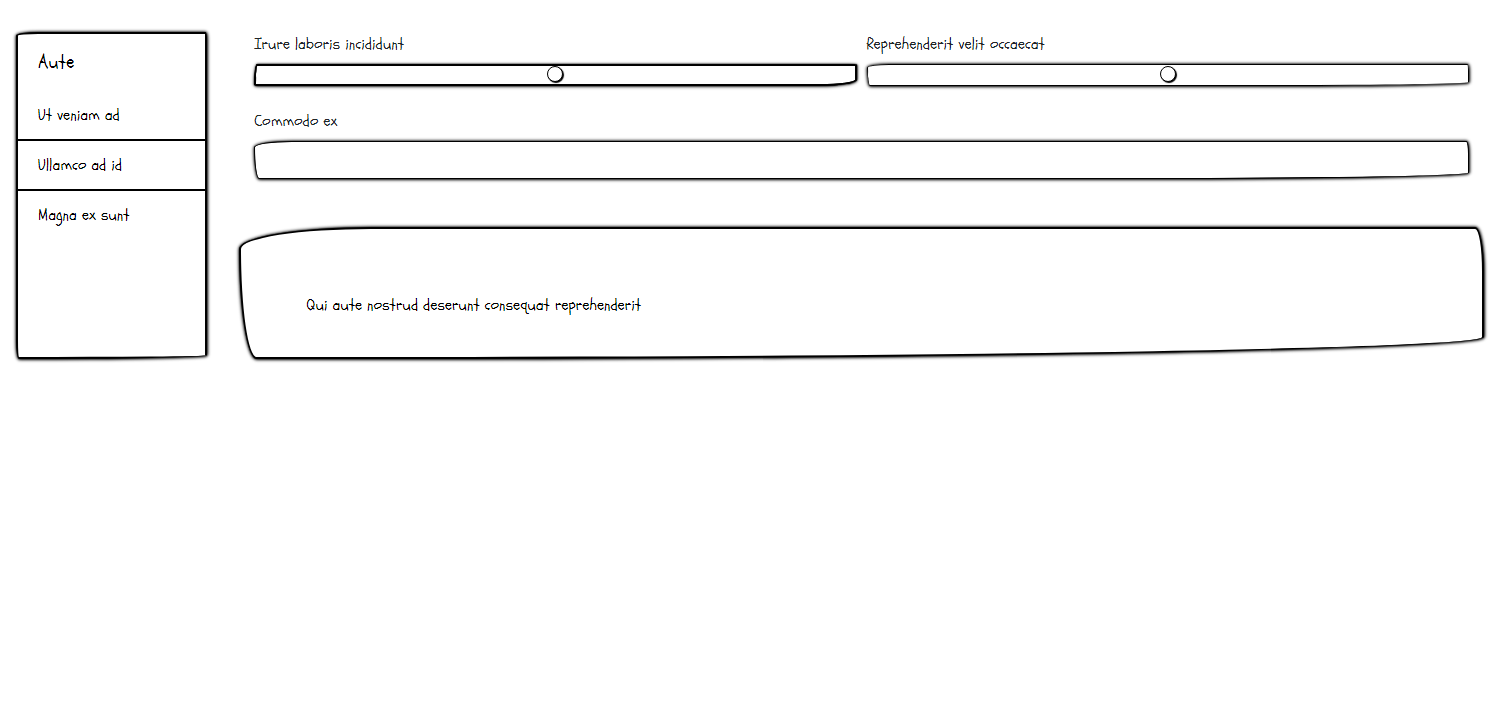 Aute
Ut veniam ad
Ullamco ad id
Magna ex sunt
Irure laboris incididunt
Reprehenderit velit occaecat
Commodo ex
Qui aute nostrud deserunt consequat reprehenderit